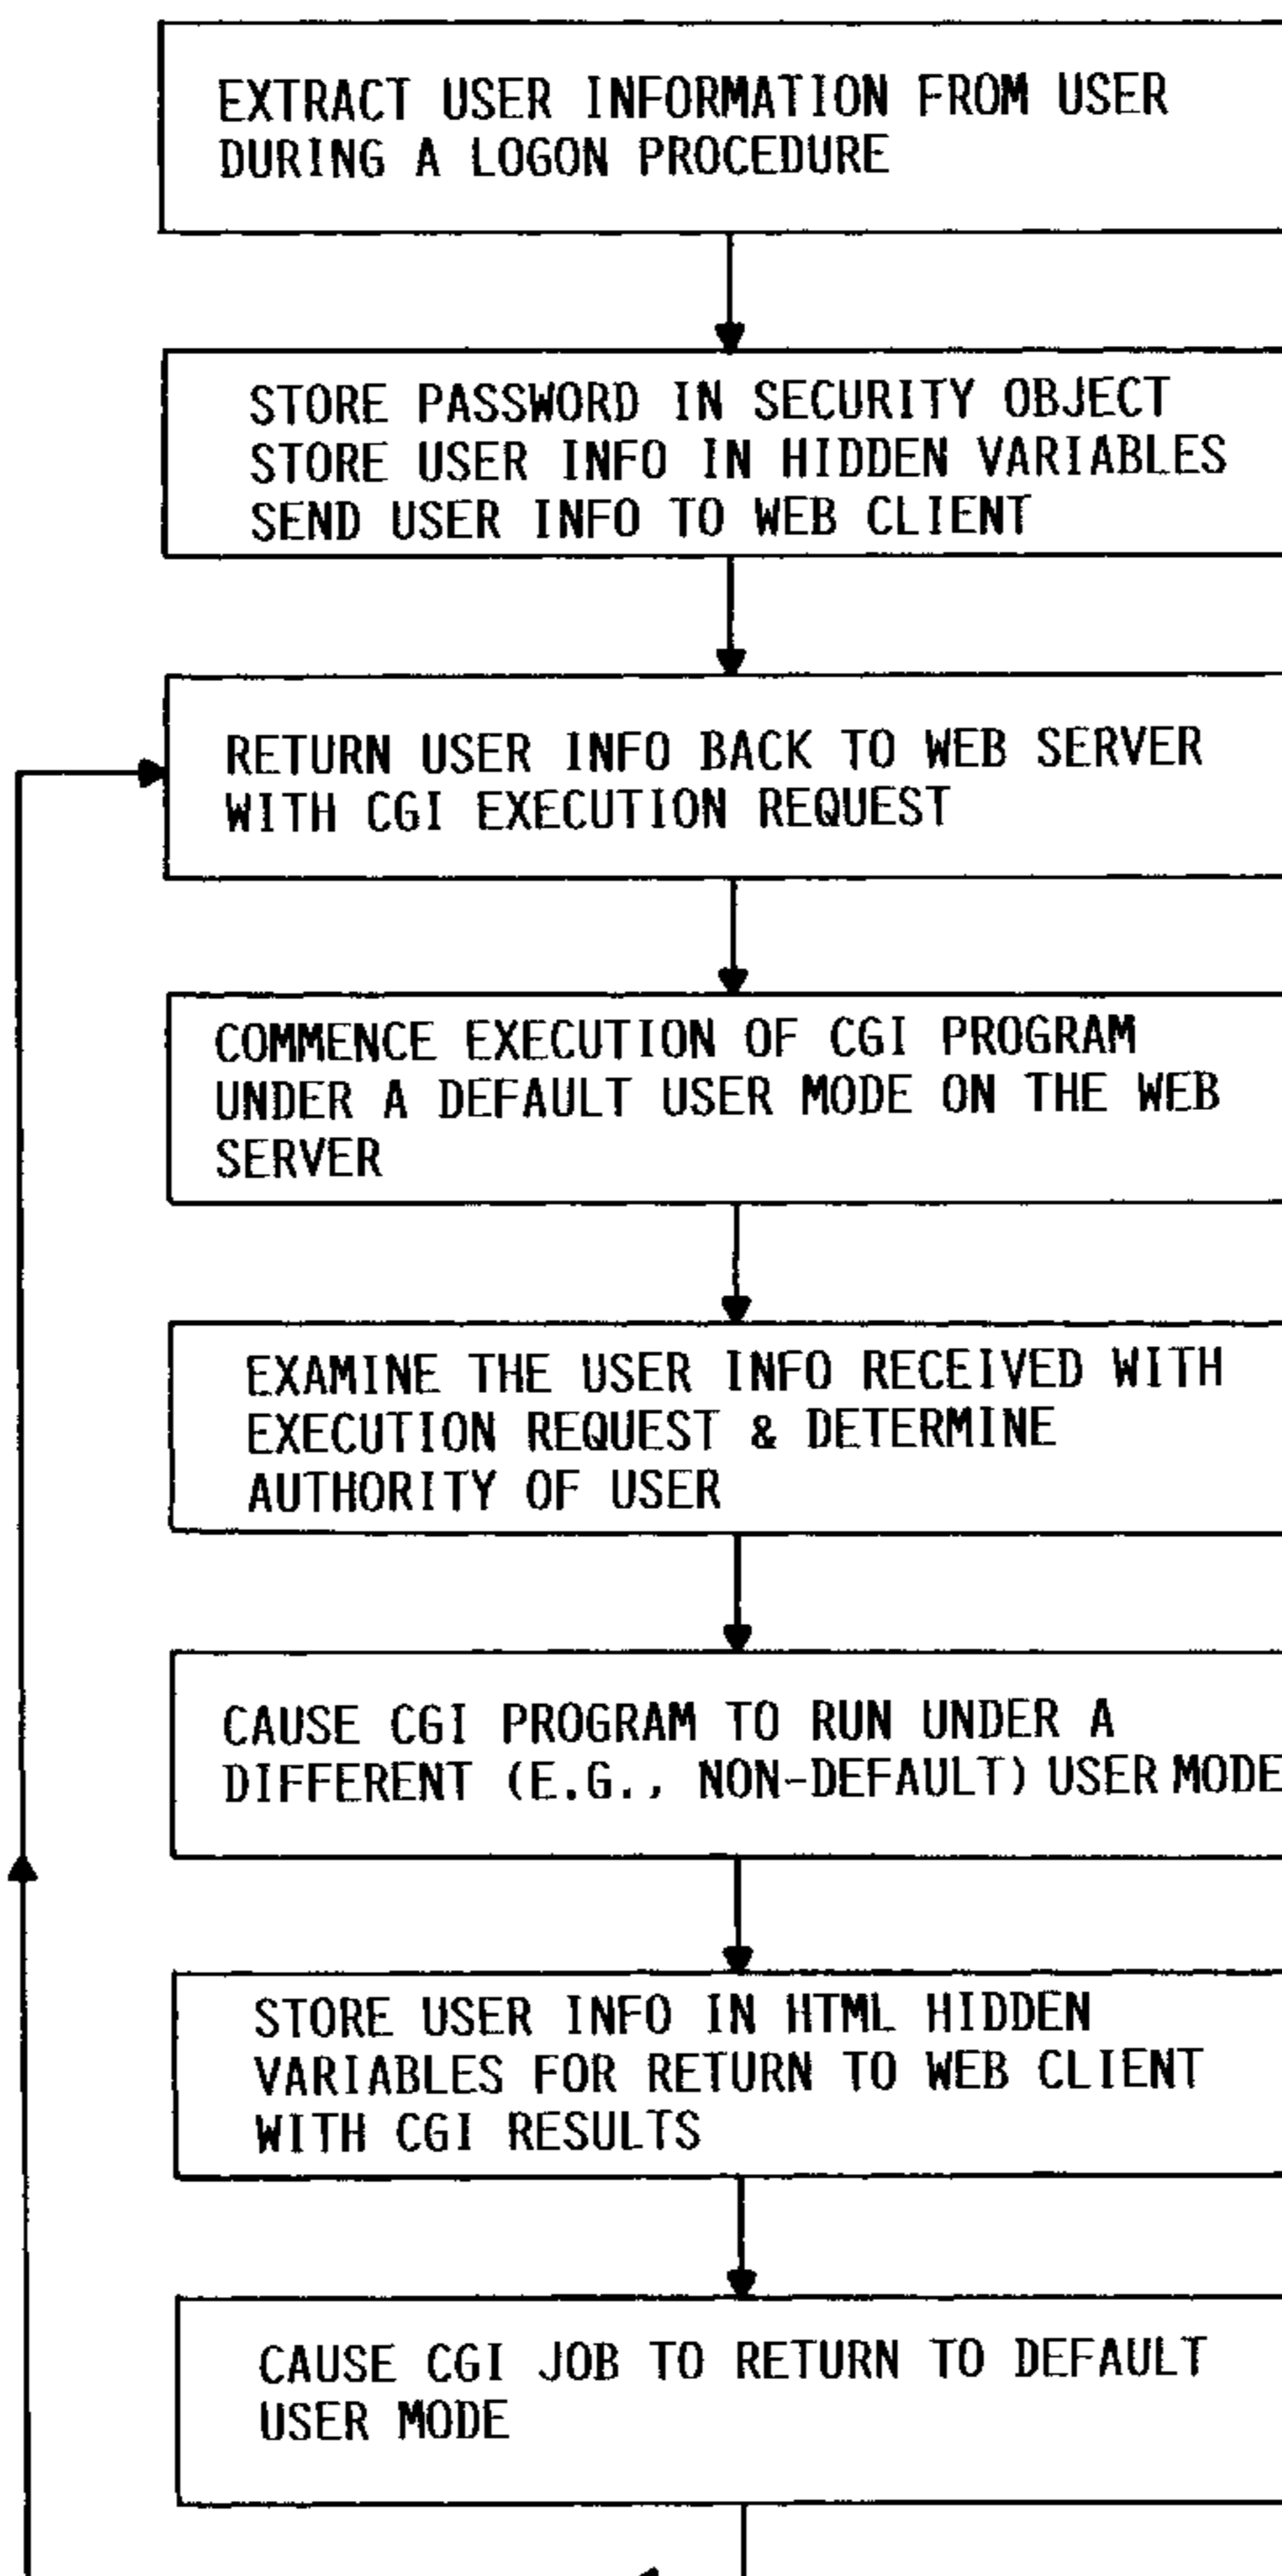 EXTRACT USER INFORMATION FROM USER
DURING A LOGON PROCEDURE
STORE PASSWORD IN SECURITY OBJECT
STORE USER INFO IN HIDDEN VARIABLES
SEND USER INFO TO WEB CLIENT
RETURN USER INFO BACK TO WEB SERVER
WITH CGI EXECUTION REQUEST
COMMENCE EXECUTION OF CGI PROGRAM
UNDER A DEFAULT USER MODE ON THE WEB
SERVER
EXAMINE THE USER INFO RECEIVED WITH
EXECUTION REQUEST & DETERMINE
AUTHORITY OF USER
CAUSE CGI PROGRAM TO RUN UNDER A
DIFFERENT (E.G., NON-DEFAULT) USER MODE
STORE USER INFO IN HTML HIDDEN
VARIABLES FOR RETURN TO WEB CLIENT
WITH CGI RESULTS
CAUSE CGI JOB TO RETURN TO DEFAULT
USER MODE